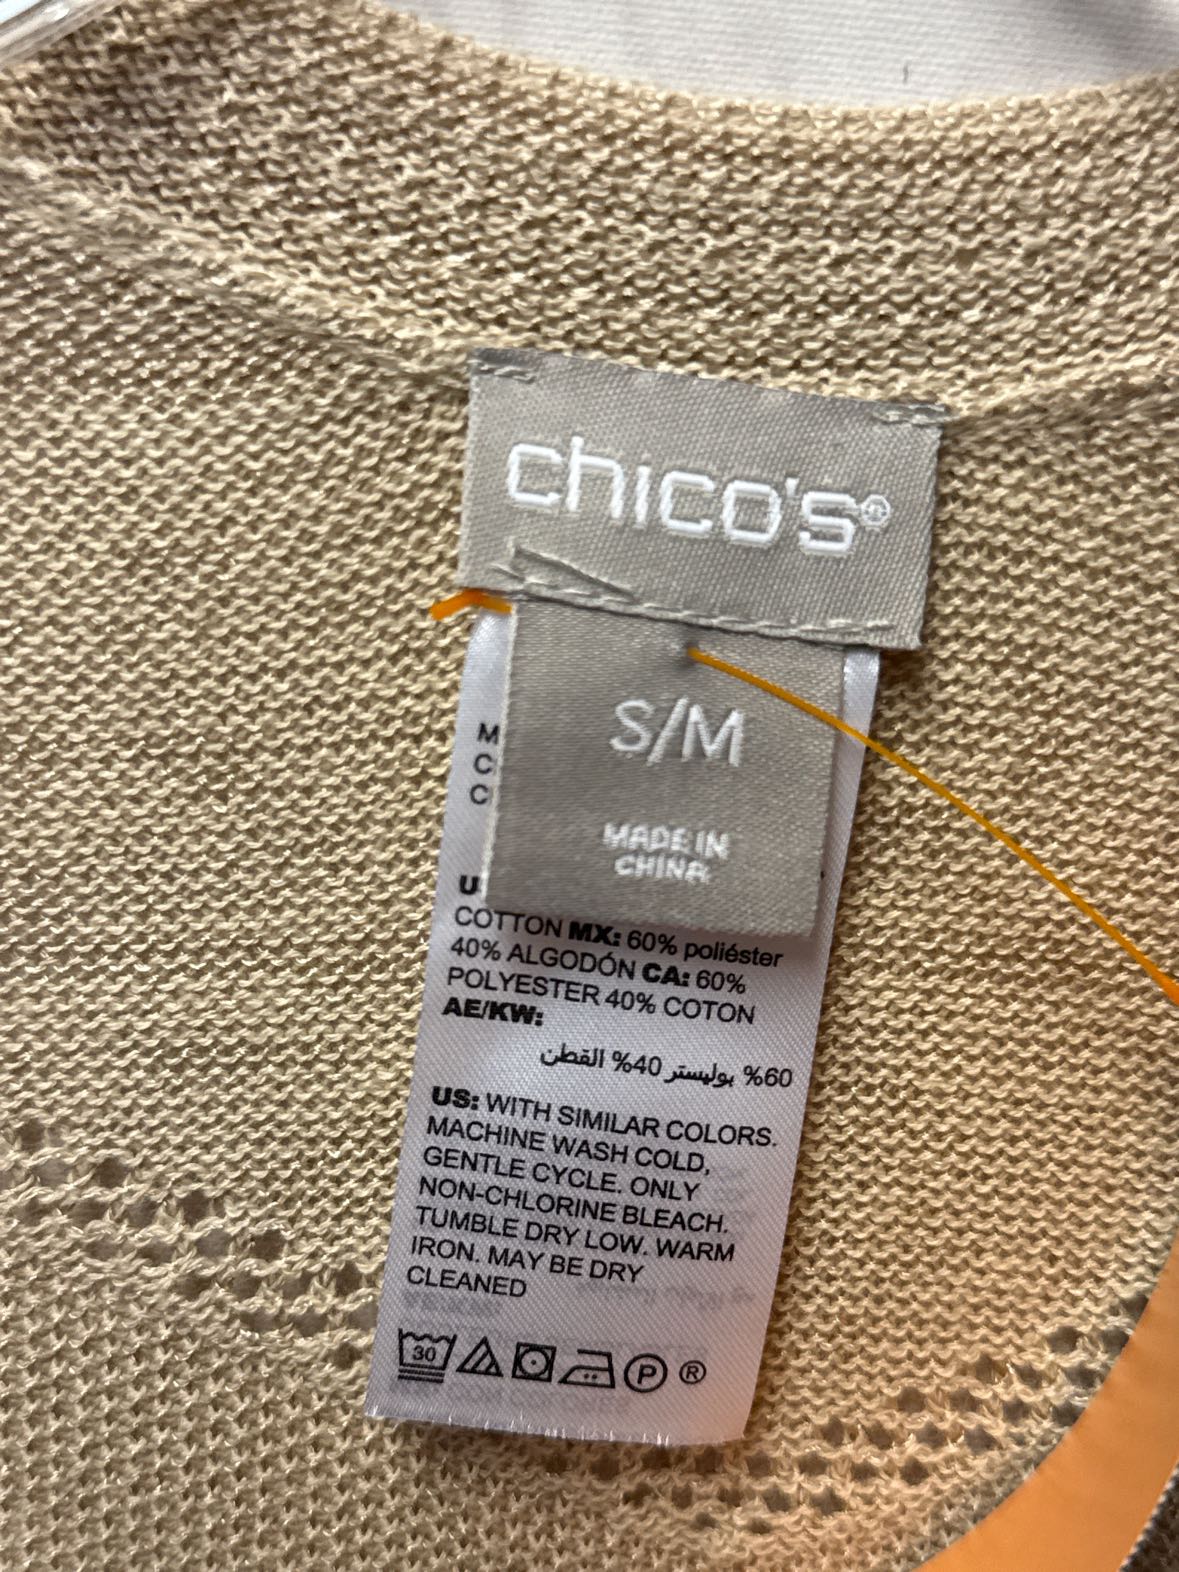 chico's®
S/M
MADE IN
CHINA
M
C
C
U
COTTON MX: 60% poliéster
40% ALGODÓN CA: 60%
POLYESTER 40% COTON
AE/KW:
60% بوليستر 40% القطن
US: WITH SIMILAR COLORS.
MACHINE WASH COLD,
GENTLE CYCLE. ONLY
NON-CHLORINE BLEACH.
TUMBLE DRY LOW. WARM
IRON. MAY BE DRY
CLEANED
30 P ®